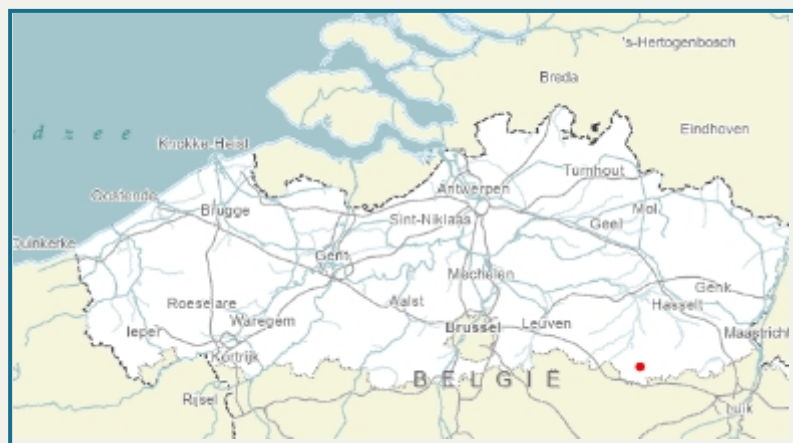 's-Hertogenbosch
Breda
dzee
Eindhoven
Knokke-Heist
Turnhout
Antwerpen
Oostende
Mol
Brugge
Sint-Niklaas
Geel
Duinkerke
Gent
Mechelen
Genk
Roeselare
Aalst
Hasselt
Waregem
Brussel
Leuven
Ieper
Maastricht
Kortrijk
BELGIË
Rijsel
Luik